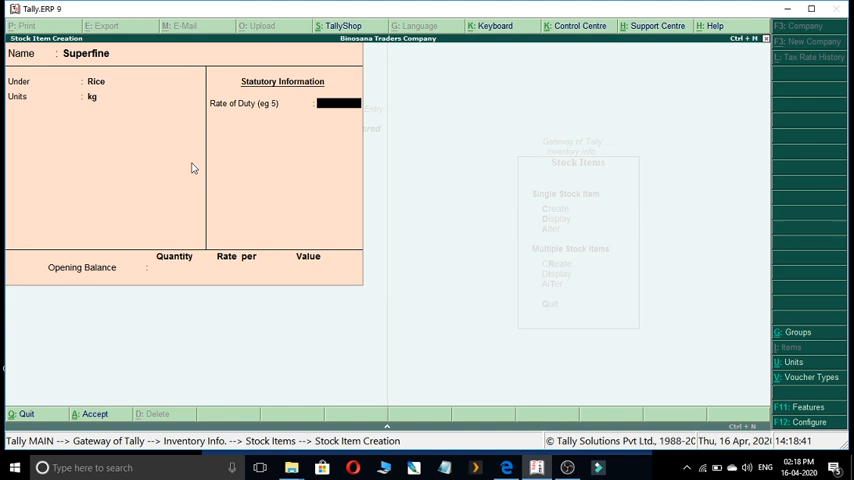 Tally.ERP 9
P: Print E: Export M: E-Mail O: Upload S: TallyShop G: Language K: Keyboard K: Control Centre H: Support Centre H: Help F3: Company
Stock Item Creation Binosana Traders Company Ctrl + M
F3: New Company
L: Tax Rate History
Name : Superfine
Under : Rice
Units : kg
Statutory Information
Rate of Duty (eg 5) :
Entry
Gateway of Tally ...
Inventory Info. ...
Stock Items
Single Stock Item
Create
Display
Alter
Multiple Stock Items
CReate
DIsplay
AlTer
Quit
Quantity Rate per Value
Opening Balance :
G: Groups
I: Items
U: Units
V: Voucher Types
F11: Features
F12: Configure
Q: Quit A: Accept D: Delete
Ctrl + N
Tally MAIN --> Gateway of Tally --> Inventory Info. --> Stock Items --> Stock Item Creation © Tally Solutions Pvt Ltd., 1988-20 Thu, 16 Apr, 2020 14:18:41
Type here to search
ENG 02:18 PM
16-04-2020